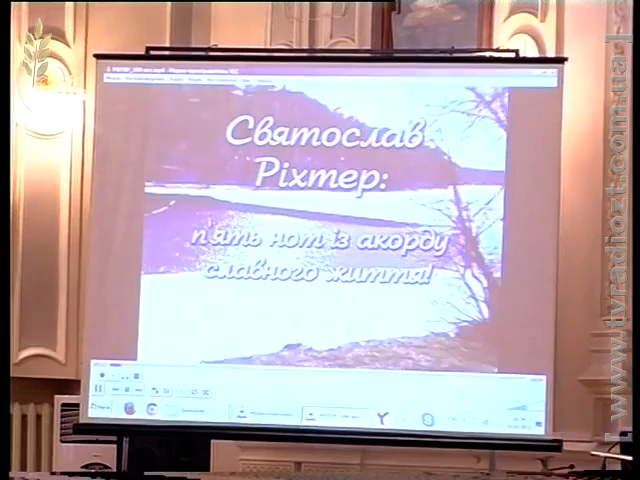 Святослав
Ріхтер:
п'ять нот із акорду
славного життя!
[ www.tvradiozt.com.ua ]